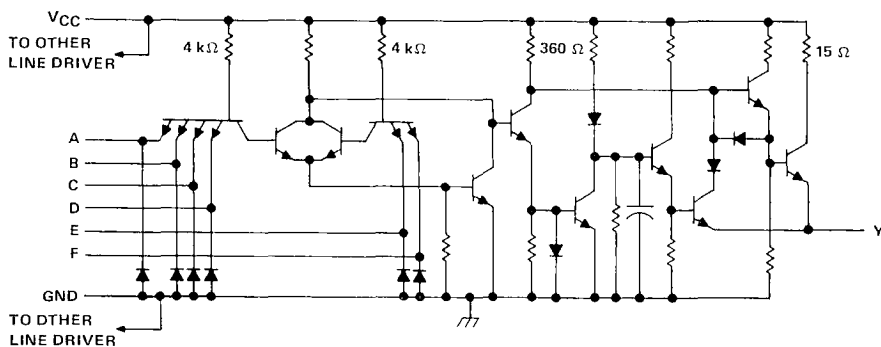 VCC
TO OTHER
LINE DRIVER
4 kΩ
4 kΩ
360 Ω
15 Ω
A
B
C
D
E
F
Y
GND
TO DTHER
LINE DRIVER